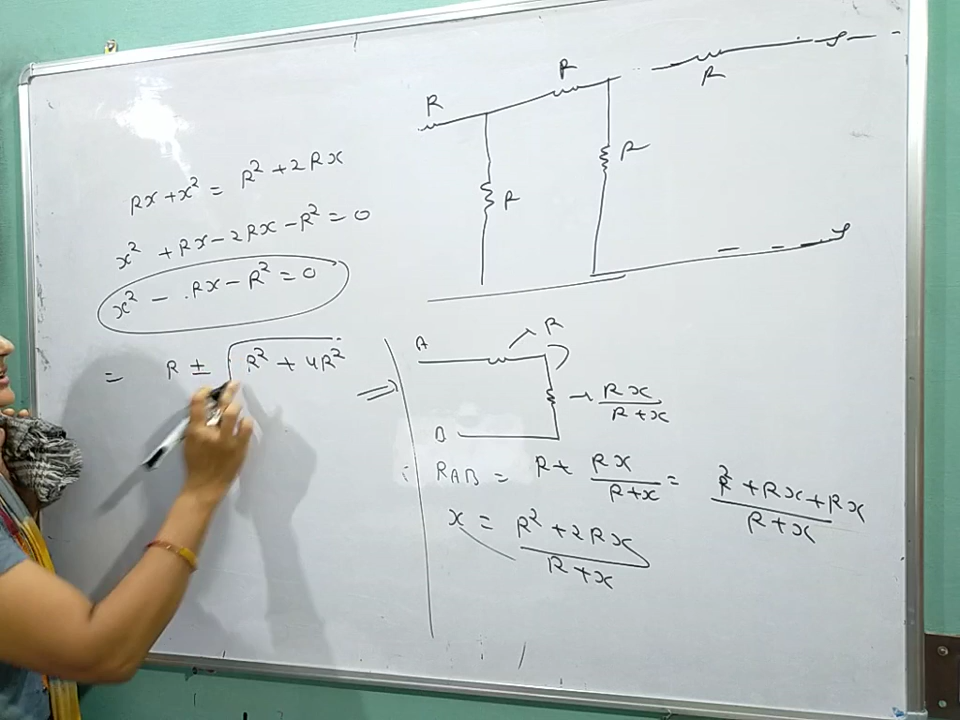 Rx + x² = R² + 2Rx
x² + Rx - 2Rx - R² = 0
x² - Rx - R² = 0
= R ± √(R² + 4R²)
R
R
R
R
R
A
R
⇒
Rx/(R+x)
B
R_AB = R + Rx/(R+x) = (R² + Rx + Rx)/(R+x)
x = (R² + 2Rx)/(R+x)